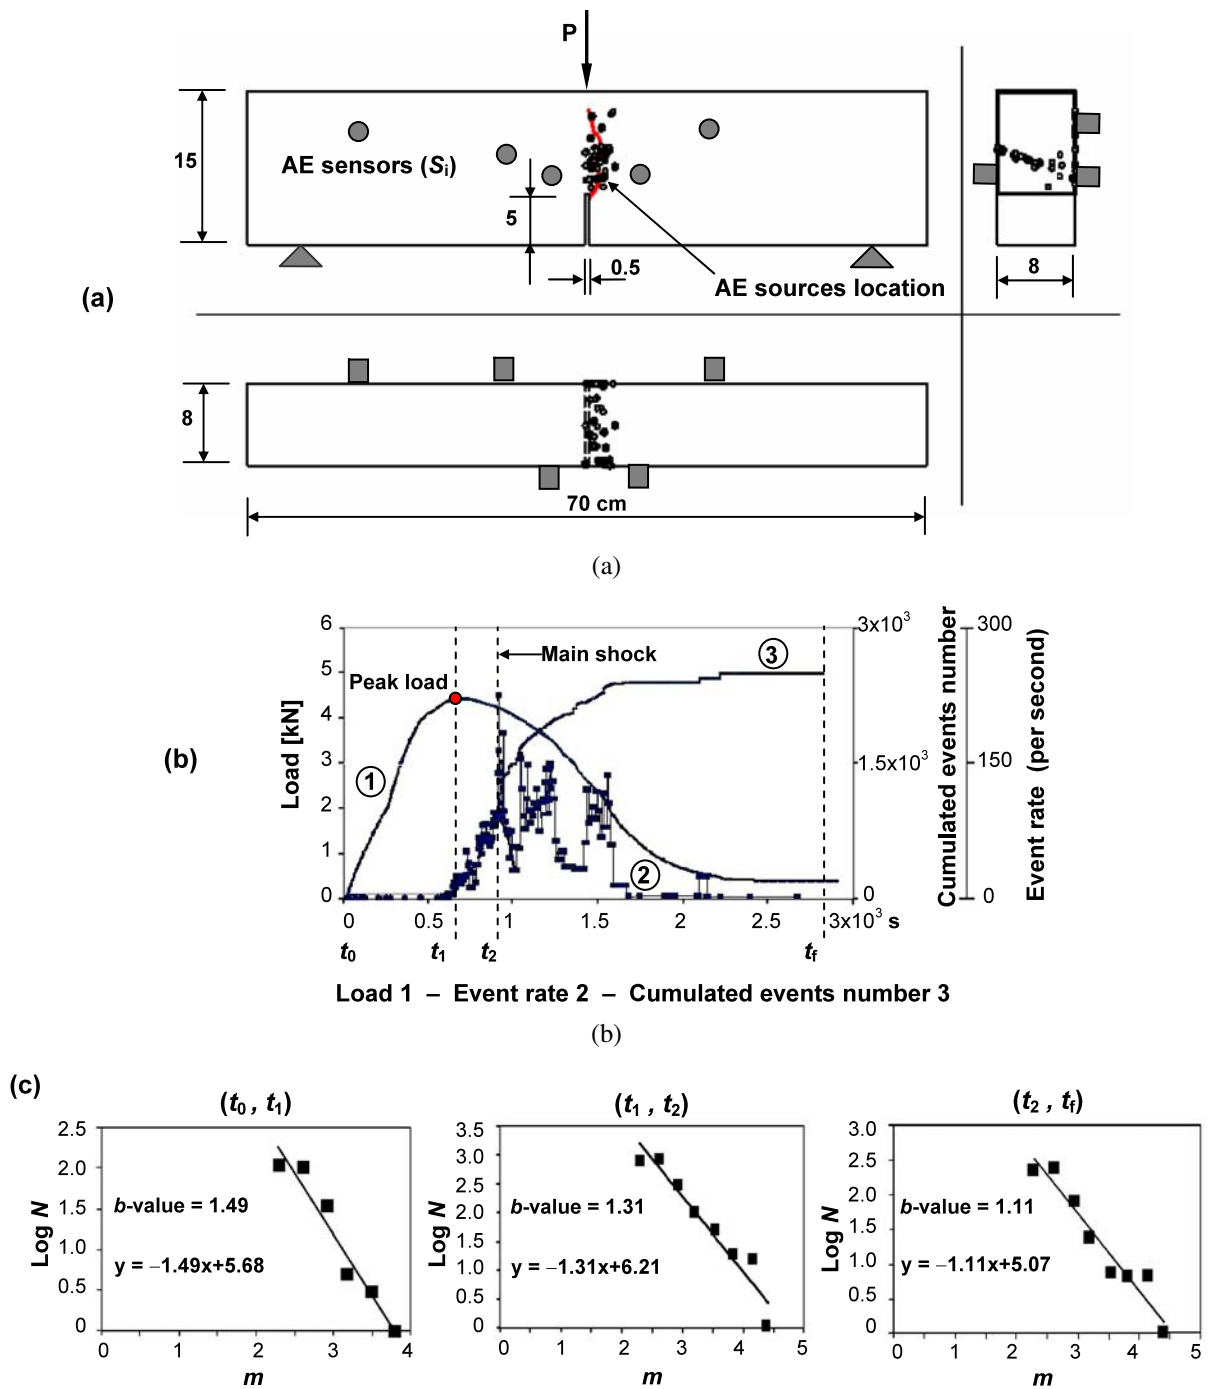 P
15
AE sensors (Si)
5
0.5
AE sources location
8
(a)
8
70 cm
(a)
(b)
Load [kN]
6
5
4
3
2
1
0
Peak load
Main shock
1
2
3
3x10³
1.5x10³
0
Cumulated events number
300
150
0
Event rate (per second)
0 0.5 1 1.5 2 2.5 3x10³ s
t0 t1 t2 tf
Load 1 – Event rate 2 – Cumulated events number 3
(b)
(c)
(t0 , t1)
Log N
2.5
2.0
1.5
1.0
0.5
0
b-value = 1.49
y = −1.49x+5.68
0 1 2 3 4
m
(t1 , t2)
Log N
3.5
3.0
2.5
2.0
1.5
1.0
0.5
0
b-value = 1.31
y = −1.31x+6.21
0 1 2 3 4 5
m
(t2 , tf)
Log N
3.0
2.5
2.0
1.5
1.0
0.5
0
b-value = 1.11
y = −1.11x+5.07
0 1 2 3 4 5
m